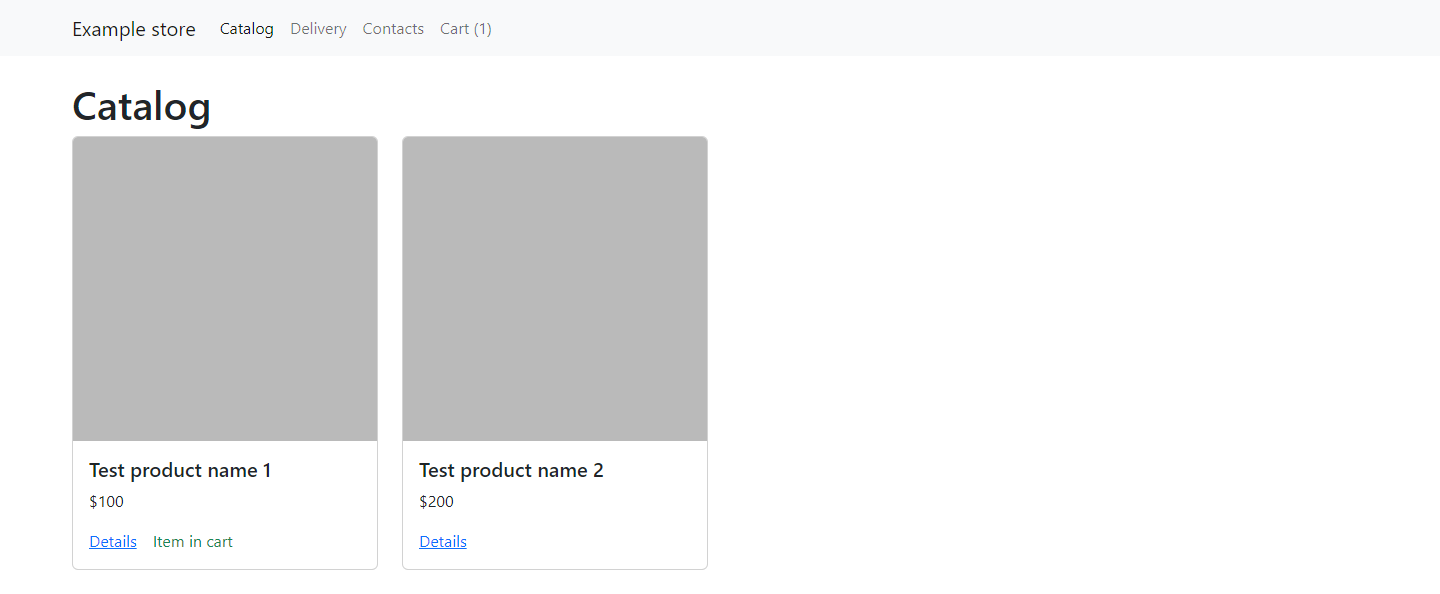 Example store Catalog Delivery Contacts Cart (1)
Catalog
Test product name 1
$100
Details Item in cart
Test product name 2
$200
Details